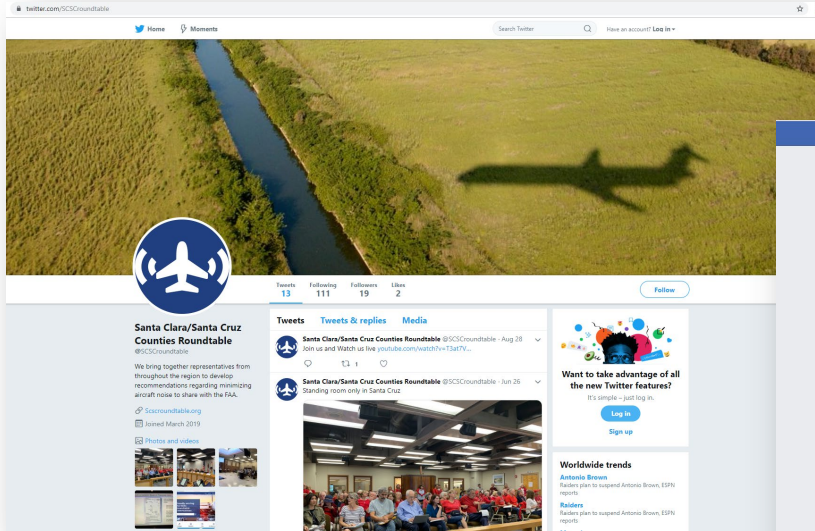 twitter.com/SCSCroundtable
Home Moments Search Twitter Have an account? Log in
Tweets Following Followers Likes
13 111 19 2
Follow
Santa Clara/Santa Cruz
Counties Roundtable
@SCSCroundtable
We bring together representatives from
throughout the region to develop
recommendations regarding minimizing
aircraft noise to share with the FAA.
Scscroundtable.org
Joined March 2019
Photos and videos
Tweets Tweets & replies Media
Santa Clara/Santa Cruz Counties Roundtable @SCSCroundtable · Aug 28
Join us and Watch us live youtube.com/watch?v=T3at7V...
1
Santa Clara/Santa Cruz Counties Roundtable @SCSCroundtable · Jun 26
Standing room only in Santa Cruz
Want to take advantage of all
the new Twitter features?
It's simple – just log in.
Log in
Sign up
Worldwide trends
Antonio Brown
Raiders plan to suspend Antonio Brown, ESPN
reports
Raiders
Raiders plan to suspend Antonio Brown, ESPN
reports